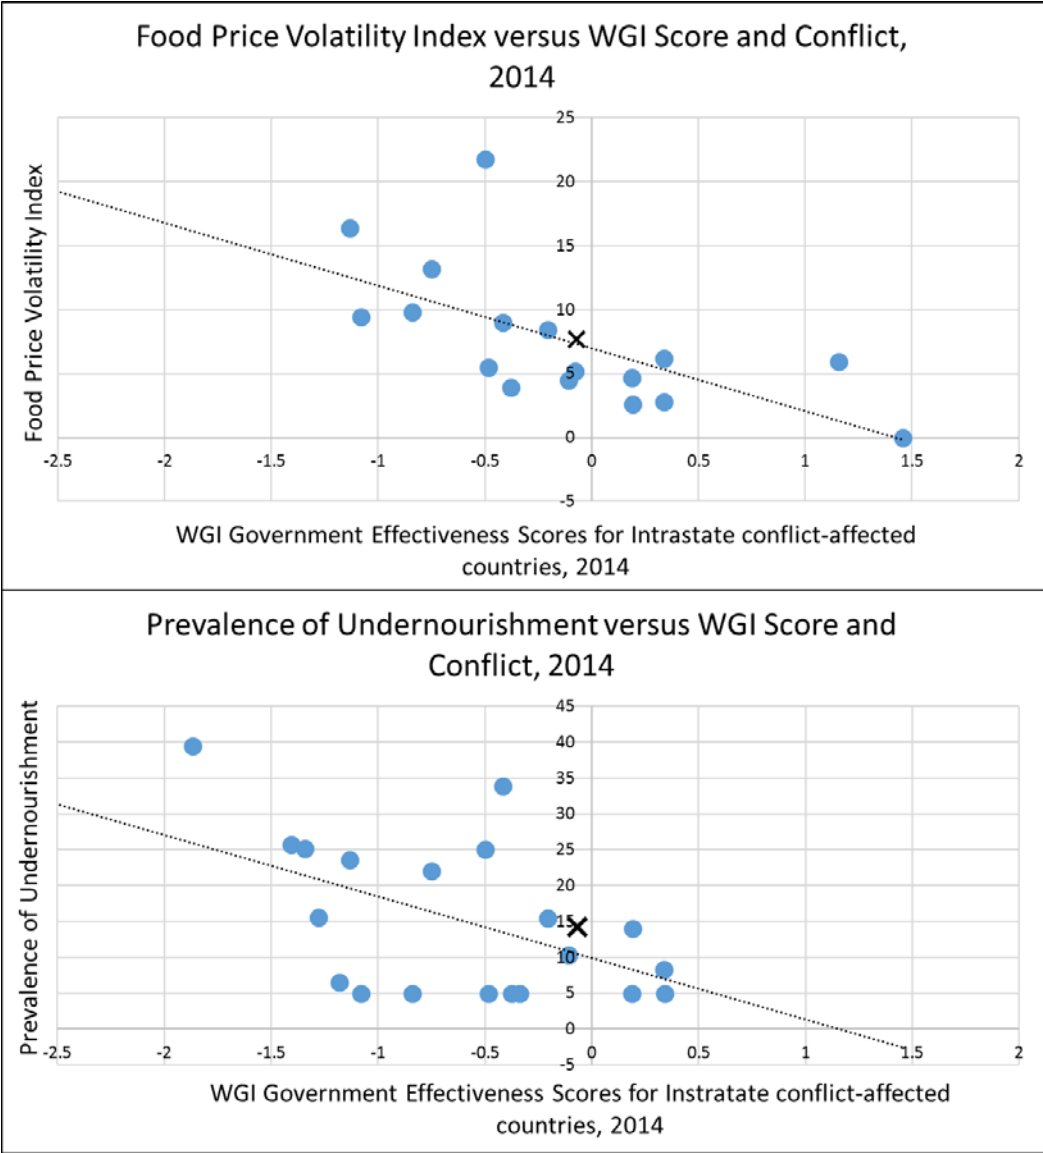 Food Price Volatility Index versus WGI Score and Conflict,
2014
Food Price Volatility Index
25
20
15
10
5
0
-5
-2.5 -2 -1.5 -1 -0.5 0 0.5 1 1.5 2
WGI Government Effectiveness Scores for Intrastate conflict-affected
countries, 2014
Prevalence of Undernourishment versus WGI Score and
Conflict, 2014
Prevalence of Undernourishment
45
40
35
30
25
20
15
10
5
0
-5
-2.5 -2 -1.5 -1 -0.5 0 0.5 1 1.5 2
WGI Government Effectiveness Scores for Instratate conflict-affected
countries, 2014